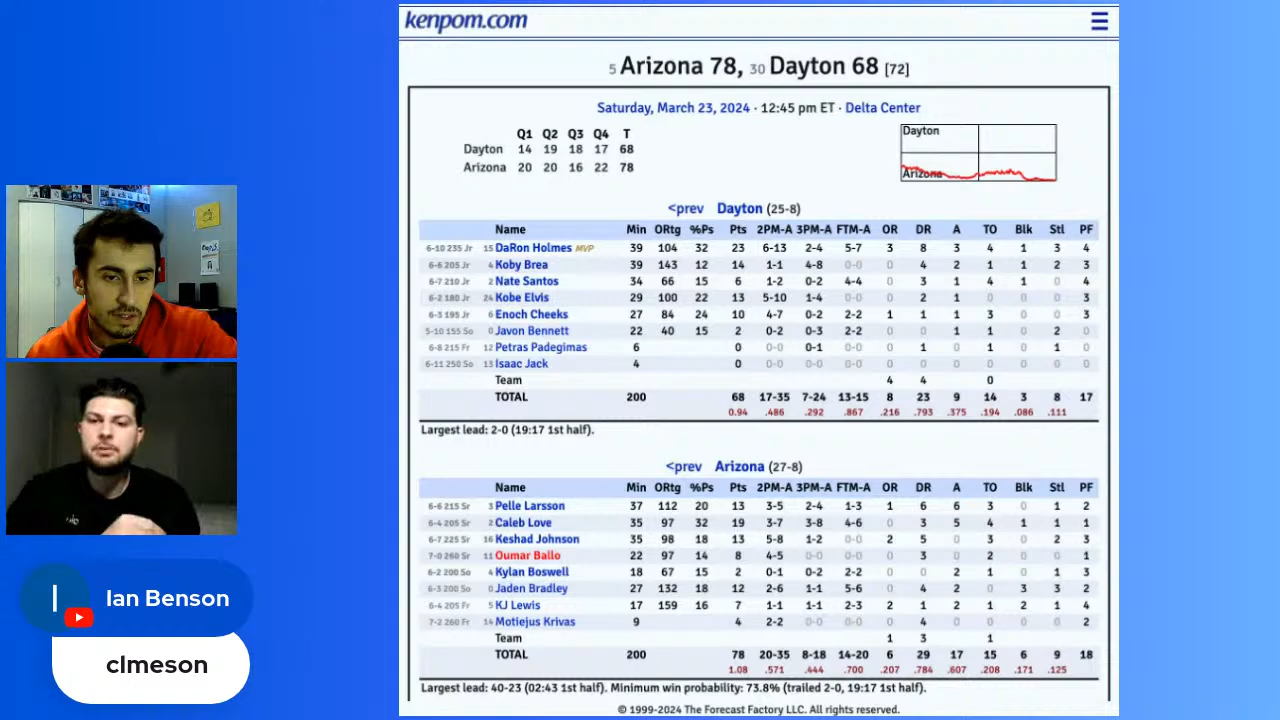 kenpom.com
5 Arizona 78, 30 Dayton 68 [72]
Saturday, March 23, 2024 · 12:45 pm ET · Delta Center
Q1 Q2 Q3 Q4 T
Dayton 14 19 18 17 68
Arizona 20 20 16 22 78
Dayton
Arizona
<prev Dayton (25-8)
Name Min ORtg %Ps Pts 2PM-A 3PM-A FTM-A OR DR A TO Blk Stl PF
6-10 235 Jr 15 DaRon Holmes MVP 39 104 32 23 6-13 2-4 5-7 3 8 3 4 1 3 4
6-6 205 Jr 4 Koby Brea 39 143 12 14 1-1 4-8 0-0 0 4 2 1 1 2 3
6-7 210 Jr 2 Nate Santos 34 66 15 6 1-2 0-2 4-4 0 3 1 4 1 0 4
6-2 180 Jr 24 Kobe Elvis 29 100 22 13 5-10 1-4 0-0 0 2 1 0 0 0 3
6-3 195 Jr 6 Enoch Cheeks 27 84 24 10 4-7 0-2 2-2 1 1 1 3 0 0 3
5-10 155 So 0 Javon Bennett 22 40 15 2 0-2 0-3 2-2 0 0 1 1 0 2 0
6-8 215 Fr 12 Petras Padegimas 6 0 0-0 0-1 0-0 0 1 0 1 0 1 0
6-11 250 So 13 Isaac Jack 4 0 0-0 0-0 0-0 0 0 0 0 0 0 0
Team 4 4 0
TOTAL 200 68 17-35 7-24 13-15 8 23 9 14 3 8 17
0.94 .486 .292 .867 .216 .793 .375 .194 .086 .111
Largest lead: 2-0 (19:17 1st half).
<prev Arizona (27-8)
Name Min ORtg %Ps Pts 2PM-A 3PM-A FTM-A OR DR A TO Blk Stl PF
6-6 215 Sr 3 Pelle Larsson 37 112 20 13 3-5 2-4 1-3 1 6 6 3 0 1 2
6-4 205 Sr 2 Caleb Love 35 97 32 19 3-7 3-8 4-6 0 3 5 4 1 1 1
6-7 225 Sr 16 Keshad Johnson 35 98 18 13 5-8 1-2 0-0 2 5 0 3 0 2 3
7-0 260 Sr 11 Oumar Ballo 22 97 14 8 4-5 0-0 0-0 0 3 0 2 0 0 1
6-2 200 So 4 Kylan Boswell 18 67 15 2 0-1 0-2 2-2 0 0 2 1 0 1 3
6-3 200 So 0 Jaden Bradley 27 132 18 12 2-6 1-1 5-6 0 4 2 0 3 3 2
6-4 205 Fr 5 KJ Lewis 17 159 16 7 1-1 1-1 2-3 2 1 2 1 2 1 4
7-2 260 Fr 14 Motiejus Krivas 9 4 2-2 0-0 0-0 0 4 0 0 0 0 2
Team 1 3 1
TOTAL 200 78 20-35 8-18 14-20 6 29 17 15 6 9 18
1.08 .571 .444 .700 .207 .784 .607 .208 .171 .125
Largest lead: 40-23 (02:43 1st half). Minimum win probability: 73.8% (trailed 2-0, 19:17 1st half).
© 1999-2024 The Forecast Factory LLC. All rights reserved.
I
Ian Benson
clmeson